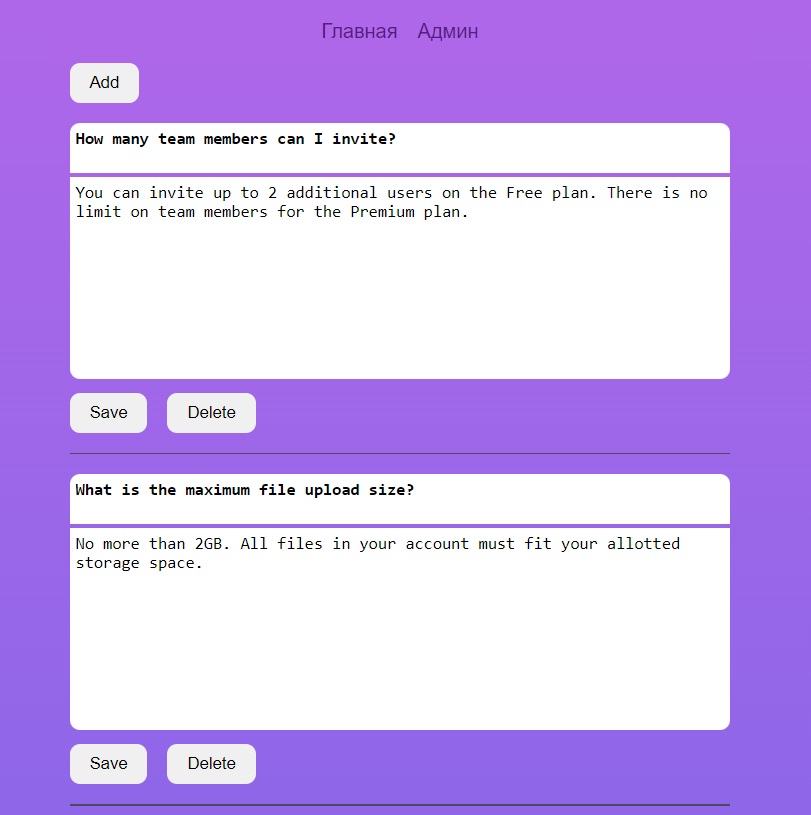 Главная Админ
Add
How many team members can I invite?
You can invite up to 2 additional users on the Free plan. There is no
limit on team members for the Premium plan.
Save Delete
What is the maximum file upload size?
No more than 2GB. All files in your account must fit your allotted
storage space.
Save Delete